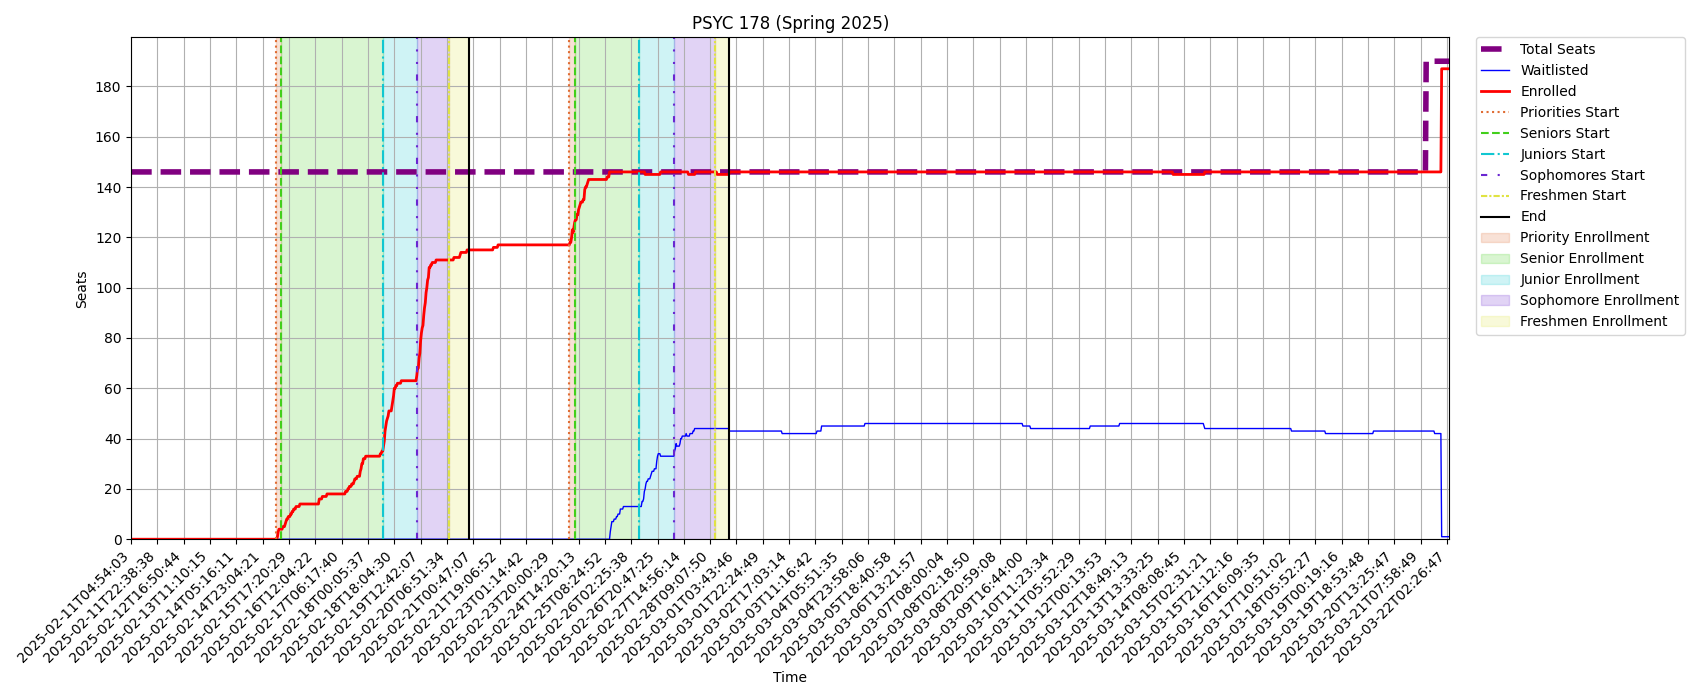 PSYC 178 (Spring 2025)
Seats
180
160
140
120
100
80
60
40
20
0
2025-02-11T04:54:03
2025-02-11T22:38:38
2025-02-12T16:50:44
2025-02-13T11:10:15
2025-02-14T05:16:11
2025-02-14T23:04:21
2025-02-15T17:20:29
2025-02-16T12:04:22
2025-02-17T06:17:40
2025-02-18T00:05:37
2025-02-18T18:04:30
2025-02-19T12:42:07
2025-02-20T06:51:34
2025-02-21T00:47:07
2025-02-21T19:06:52
2025-02-22T13:14:42
2025-02-23T20:00:29
2025-02-24T14:20:13
2025-02-25T08:24:52
2025-02-26T02:25:38
2025-02-26T20:47:25
2025-02-27T14:56:14
2025-02-28T09:07:50
2025-03-01T03:43:46
2025-03-01T22:24:49
2025-03-02T17:03:14
2025-03-03T11:16:42
2025-03-04T05:51:35
2025-03-04T23:58:06
2025-03-05T18:40:58
2025-03-06T13:21:57
2025-03-07T08:00:04
2025-03-08T02:18:50
2025-03-08T20:59:08
2025-03-09T16:44:00
2025-03-10T11:23:34
2025-03-11T05:52:29
2025-03-12T00:13:53
2025-03-12T18:49:13
2025-03-13T13:33:25
2025-03-14T08:08:45
2025-03-15T02:31:21
2025-03-15T21:12:16
2025-03-16T16:09:35
2025-03-17T10:51:02
2025-03-18T05:52:27
2025-03-19T00:19:16
2025-03-19T18:53:48
2025-03-20T13:25:47
2025-03-21T07:58:49
2025-03-22T02:26:47
Time
Total Seats
Waitlisted
Enrolled
Priorities Start
Seniors Start
Juniors Start
Sophomores Start
Freshmen Start
End
Priority Enrollment
Senior Enrollment
Junior Enrollment
Sophomore Enrollment
Freshmen Enrollment